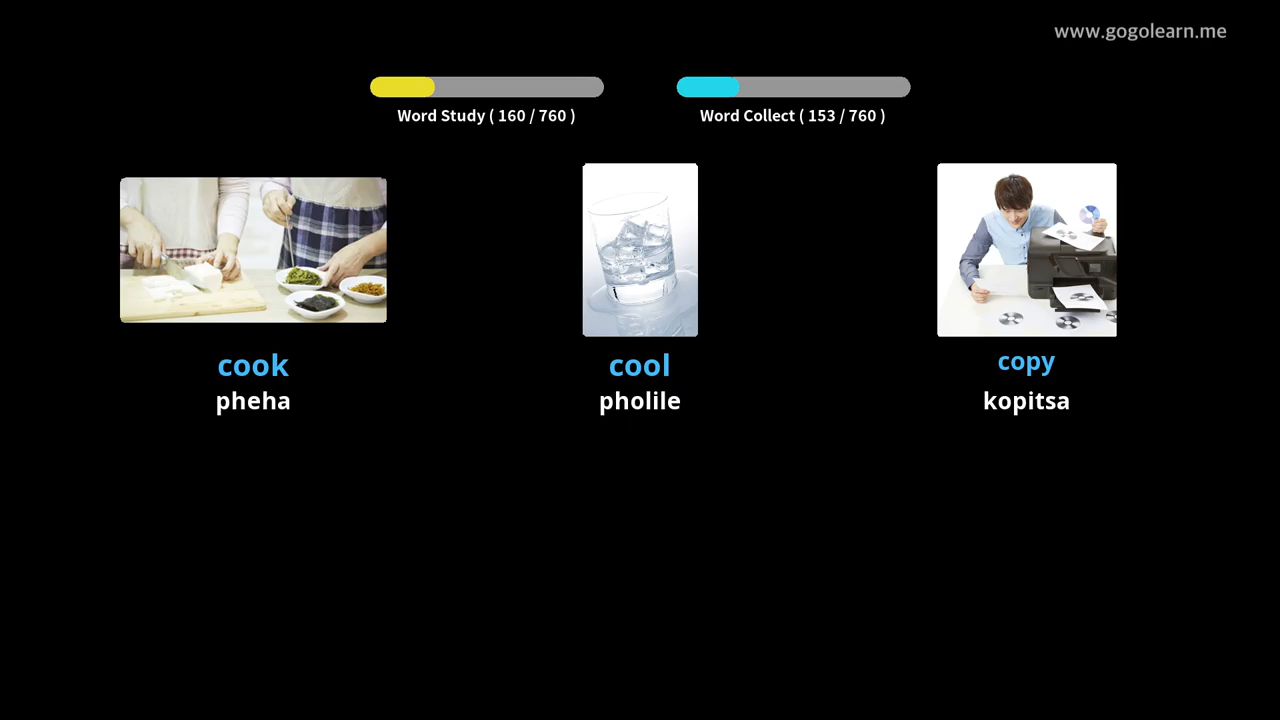 www.gogolearn.me
Word Study ( 160 / 760 )
Word Collect ( 153 / 760 )
cook
pheha
cool
pholile
copy
kopitsa